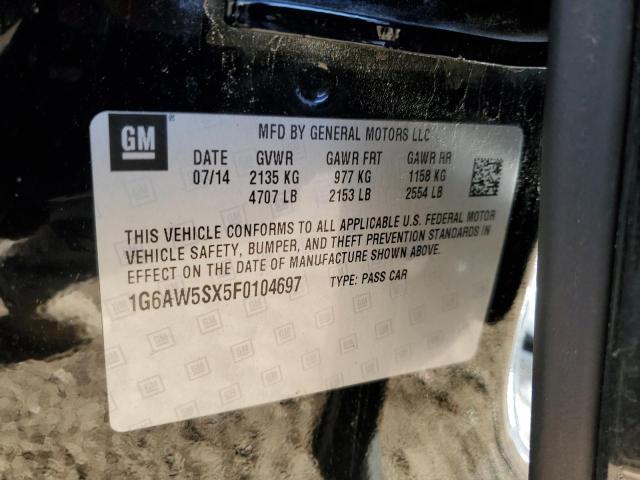 GM
MFD BY GENERAL MOTORS LLC
DATE GVWR GAWR FRT GAWR RR
07/14 2135 KG 977 KG 1158 KG
4707 LB 2153 LB 2554 LB
THIS VEHICLE CONFORMS TO ALL APPLICABLE U.S. FEDERAL MOTOR
VEHICLE SAFETY, BUMPER, AND THEFT PREVENTION STANDARDS IN
EFFECT ON THE DATE OF MANUFACTURE SHOWN ABOVE.
1G6AW5SX5F0104697 TYPE: PASS CAR